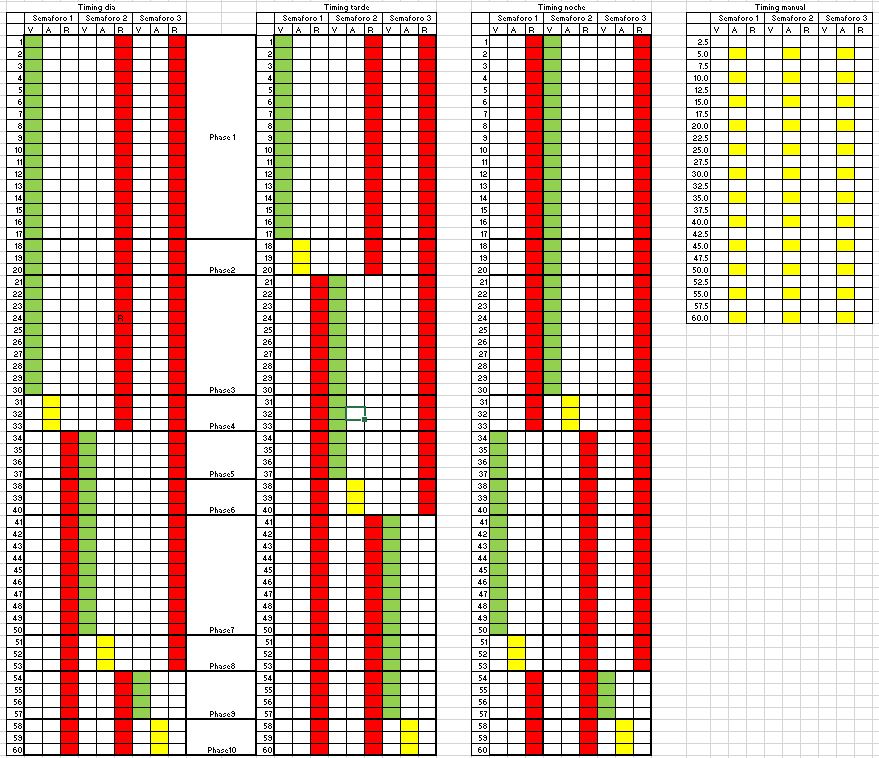 Timing dia Timing tarde Timing noche Timing manual
Semaforo 1 Semaforo 2 Semaforo 3 Semaforo 1 Semaforo 2 Semaforo 3 Semaforo 1 Semaforo 2 Semaforo 3 Semaforo 1 Semaforo 2 Semaforo 3
V A R V A R V A R V A R V A R V A R V A R V A R V A R V A R V A R V A R
1 1 1 2.5
2 2 2 5.0
3 3 3 7.5
4 4 4 10.0
5 5 5 12.5
6 6 6 15.0
7 7 7 17.5
8 8 8 20.0
9 Phase 1 9 9 22.5
10 10 10 25.0
11 11 11 27.5
12 12 12 30.0
13 13 13 32.5
14 14 14 35.0
15 15 15 37.5
16 16 16 40.0
17 17 17 42.5
18 18 18 45.0
19 19 19 47.5
20 Phase2 20 20 50.0
21 21 21 52.5
22 22 22 55.0
23 23 23 57.5
24 R 24 24 60.0
25 25 25
26 26 26
27 27 27
28 28 28
29 29 29
30 Phase3 30 30
31 31 31
32 32 32
33 Phase4 33 33
34 34 34
35 35 35
36 36 36
37 Phase5 37 37
38 38 38
39 39 39
40 Phase6 40 40
41 41 41
42 42 42
43 43 43
44 44 44
45 45 45
46 46 46
47 47 47
48 48 48
49 49 49
50 Phase7 50 50
51 51 51
52 52 52
53 Phase8 53 53
54 54 54
55 55 55
56 56 56
57 Phase9 57 57
58 58 58
59 59 59
60 Phase10 60 60